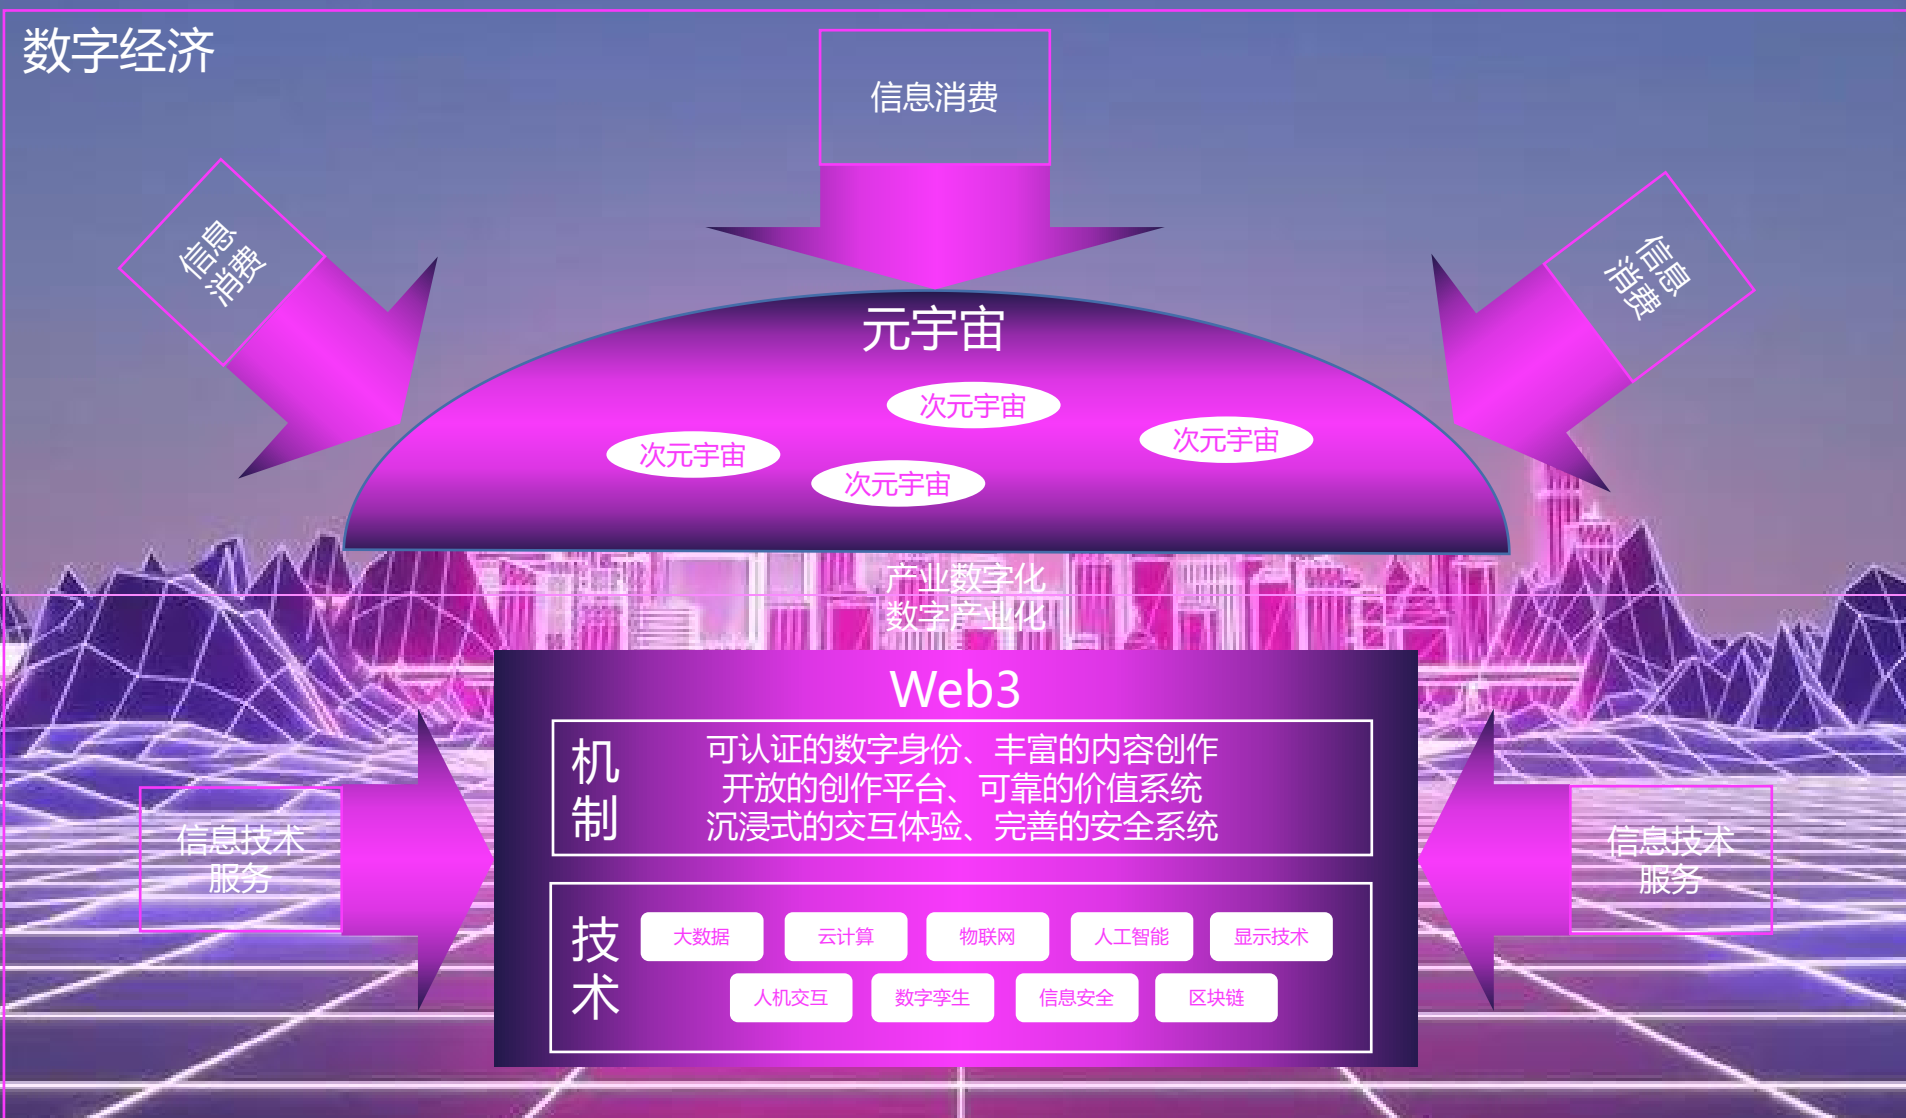 数字经济
信息消费
信息
消费
信息
消费
元宇宙
次元宇宙
次元宇宙
次元宇宙
次元宇宙
产业数字化
数字产业化
Web3
机制
可认证的数字身份、丰富的内容创作
开放的创作平台、可靠的价值系统
沉浸式的交互体验、完善的安全系统
信息技术
服务
信息技术
服务
技术
大数据
云计算
物联网
人工智能
显示技术
人机交互
数字孪生
信息安全
区块链